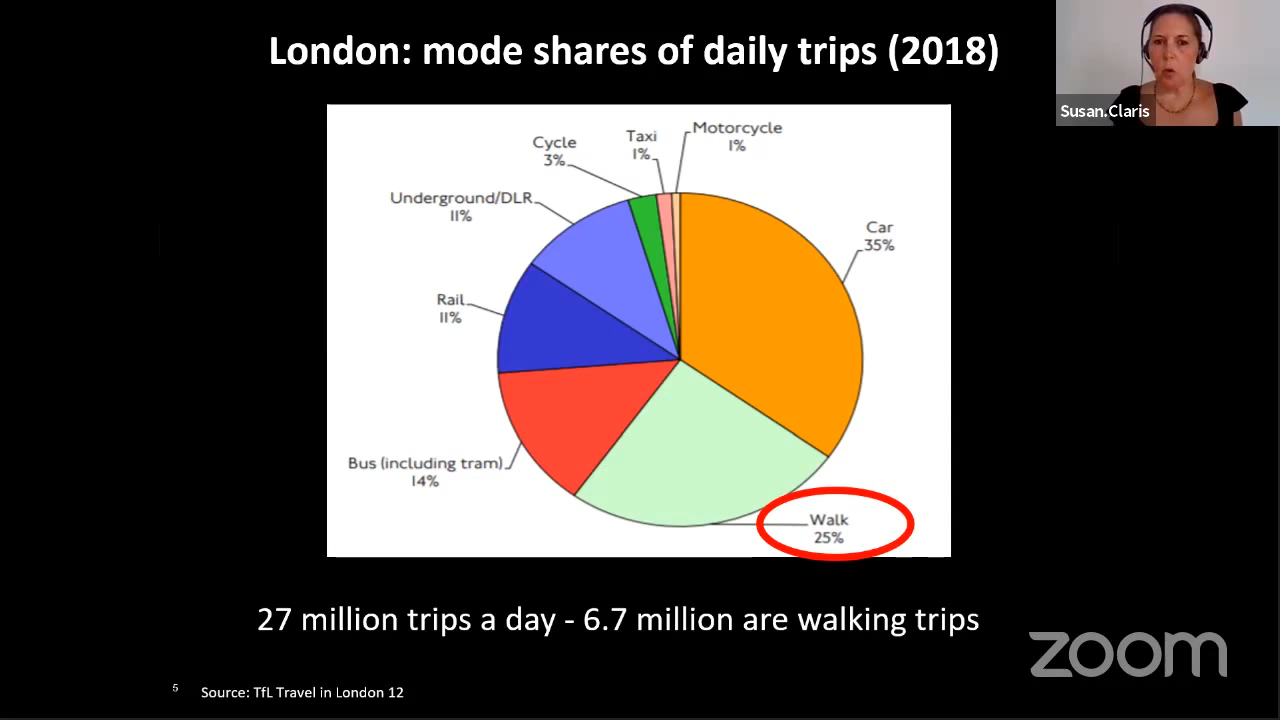 London: mode shares of daily trips (2018)
Susan.Claris
Motorcycle
1%
Taxi
1%
Cycle
3%
Underground/DLR
11%
Car
35%
Rail
11%
Bus (including tram)
14%
Walk
25%
27 million trips a day - 6.7 million are walking trips
zoom
5
Source: TfL Travel in London 12